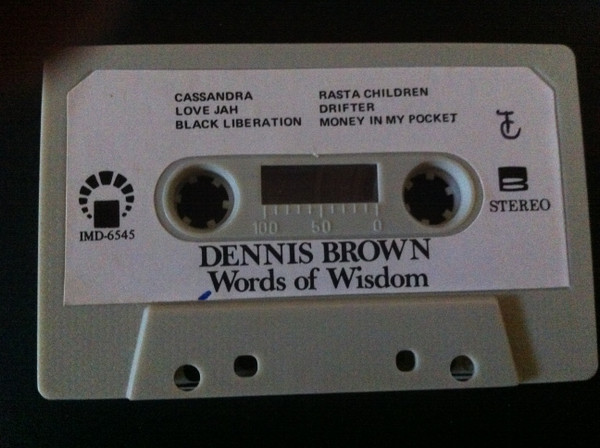 CASSANDRA
LOVE JAH
BLACK LIBERATION
RASTA CHILDREN
DRIFTER
MONEY IN MY POCKET
B
STEREO
IMD-6545
100 50 0
DENNIS BROWN
Words of Wisdom